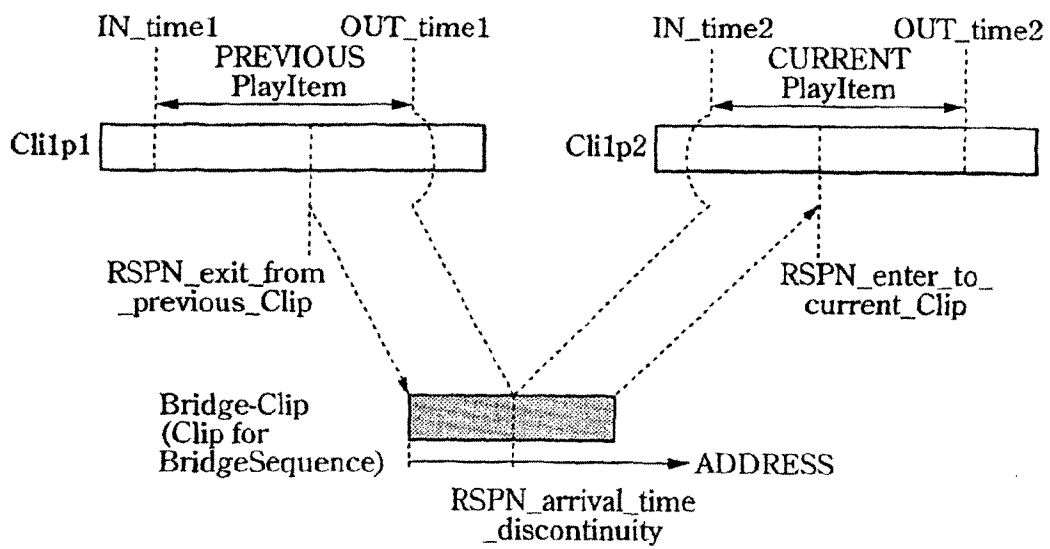 IN_time1
OUT_time1
IN_time2
OUT_time2
PREVIOUS
PlayItem
CURRENT
PlayItem
Cli1p1
Cli1p2
RSPN_exit_from
_previous_Clip
RSPN_enter_to_
current_Clip
Bridge-Clip
(Clip for
BridgeSequence)
ADDRESS
RSPN_arrival_time
_discontinuity